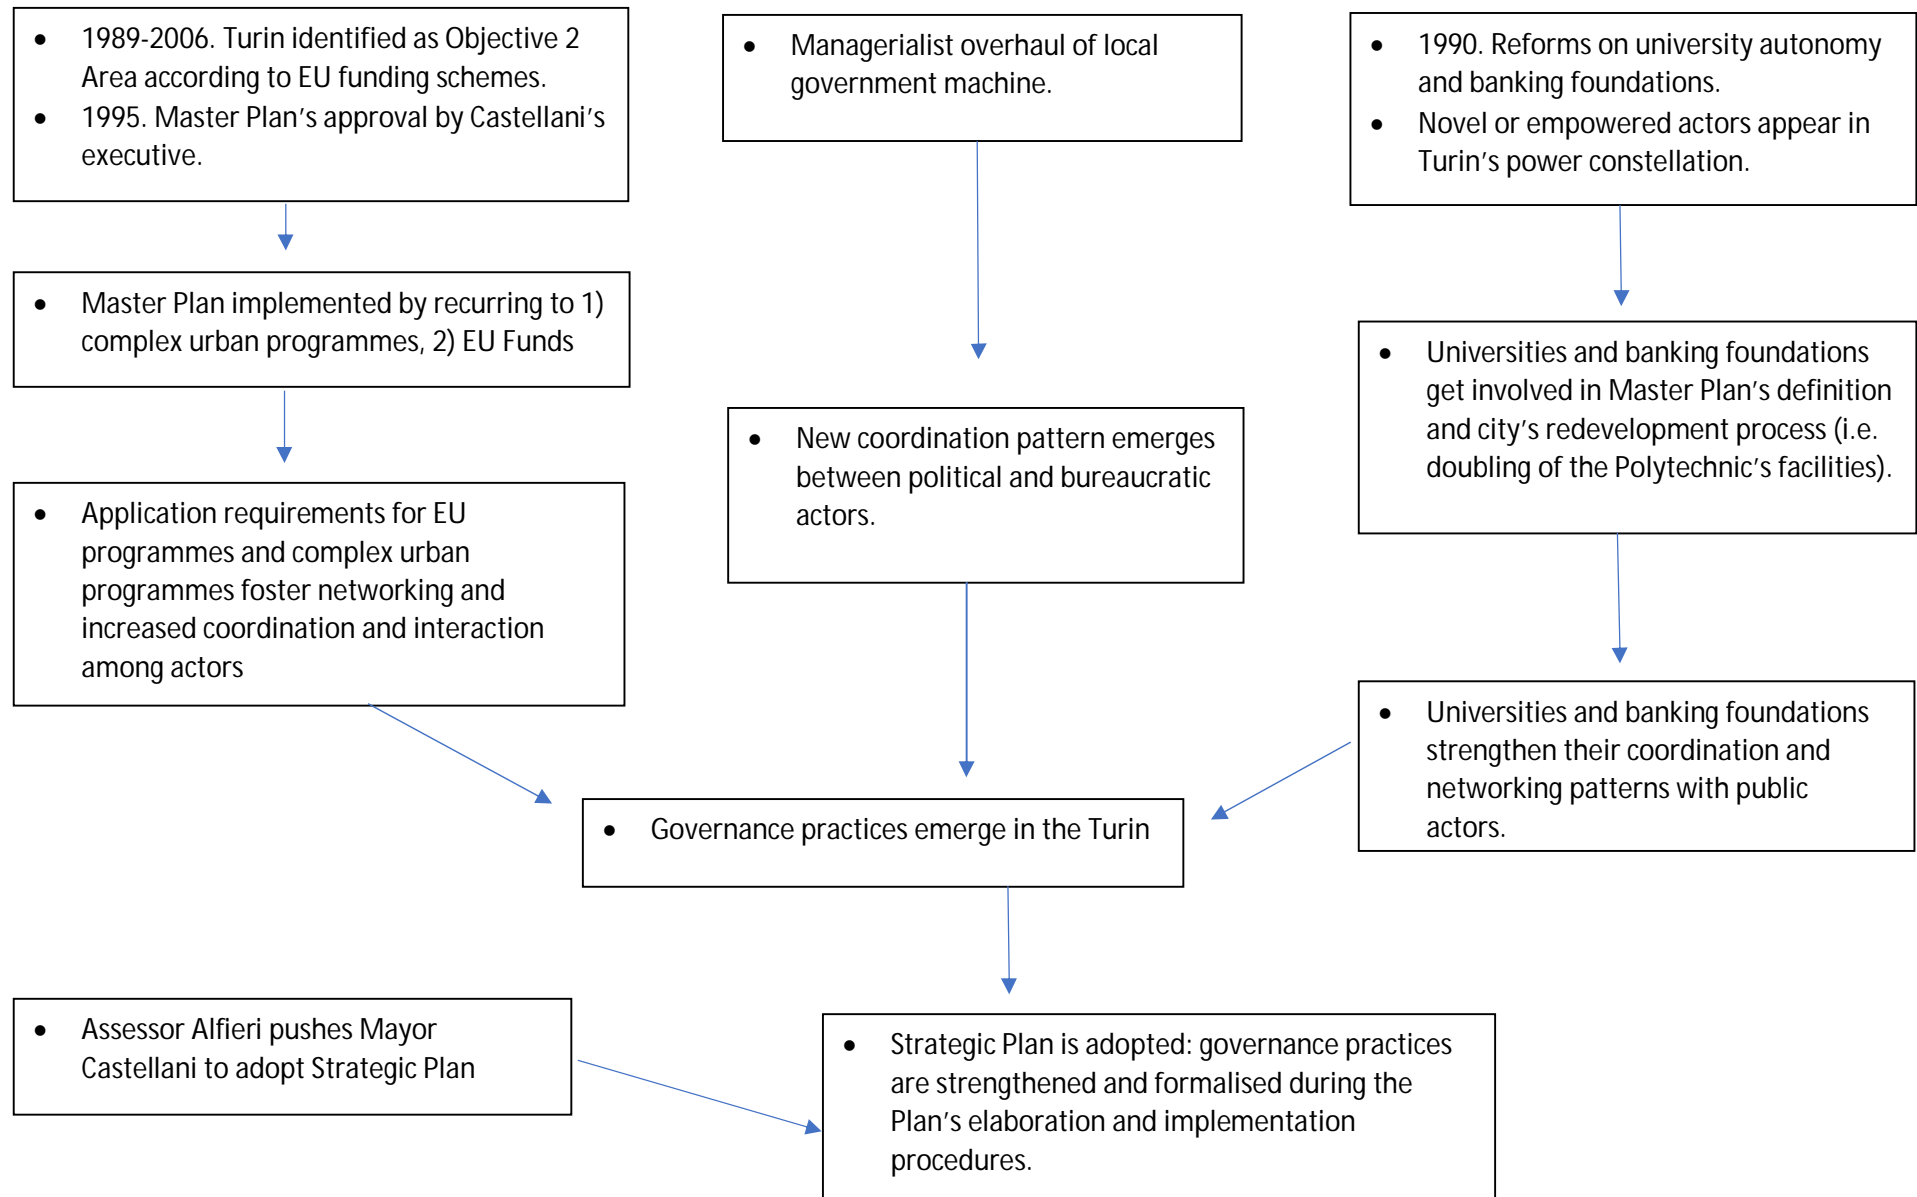 • 1989-2006. Turin identified as Objective 2
Area according to EU funding schemes.
• 1995. Master Plan’s approval by Castellani’s
executive.
• Managerialist overhaul of local
government machine.
• 1990. Reforms on university autonomy
and banking foundations.
• Novel or empowered actors appear in
Turin’s power constellation.
• Master Plan implemented by recurring to 1)
complex urban programmes, 2) EU Funds
• Universities and banking foundations
get involved in Master Plan’s definition
and city’s redevelopment process (i.e.
doubling of the Polytechnic’s facilities).
• New coordination pattern emerges
between political and bureaucratic
actors.
• Application requirements for EU
programmes and complex urban
programmes foster networking and
increased coordination and interaction
among actors
• Universities and banking foundations
strengthen their coordination and
networking patterns with public
actors.
• Governance practices emerge in the Turin
• Assessor Alfieri pushes Mayor
Castellani to adopt Strategic Plan
• Strategic Plan is adopted: governance practices
are strengthened and formalised during the
Plan’s elaboration and implementation
procedures.